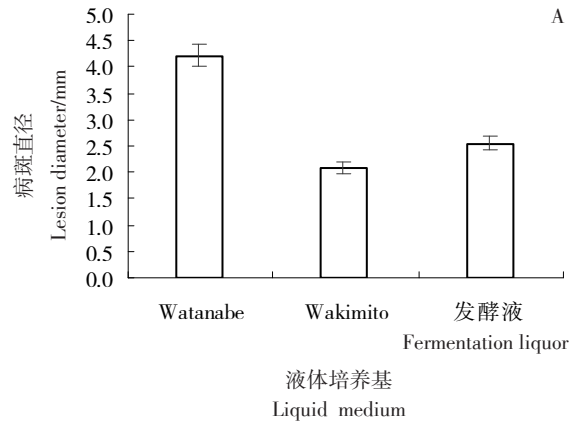 A
5.0
4.5
4.0
3.5
3.0
2.5
2.0
1.5
1.0
0.5
0.0
病斑直径
Lesion diameter/mm
Watanabe
Wakimito
发酵液
Fermentation liquor
液体培养基
Liquid medium